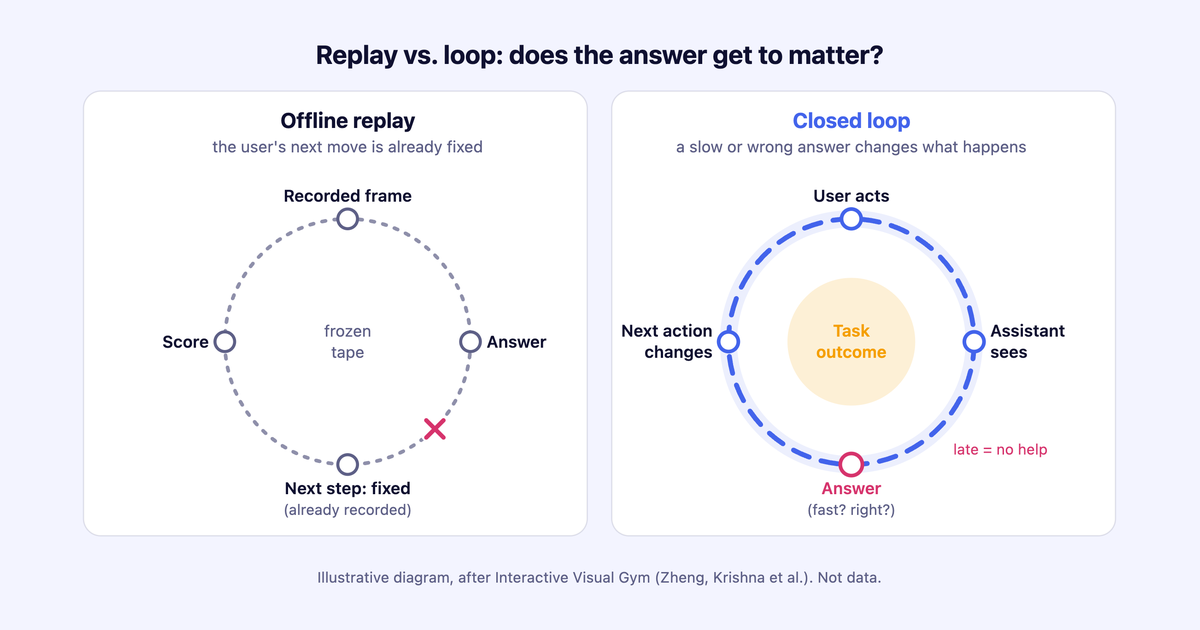 Replay vs. loop: does the answer get to matter?
Offline replay
the user's next move is already fixed
Recorded frame
Score
frozen
tape
Answer
Next step: fixed
(already recorded)
Closed loop
a slow or wrong answer changes what happens
User acts
Next action
changes
Task
outcome
Assistant
sees
late = no help
Answer
(fast? right?)
Illustrative diagram, after Interactive Visual Gym (Zheng, Krishna et al.). Not data.